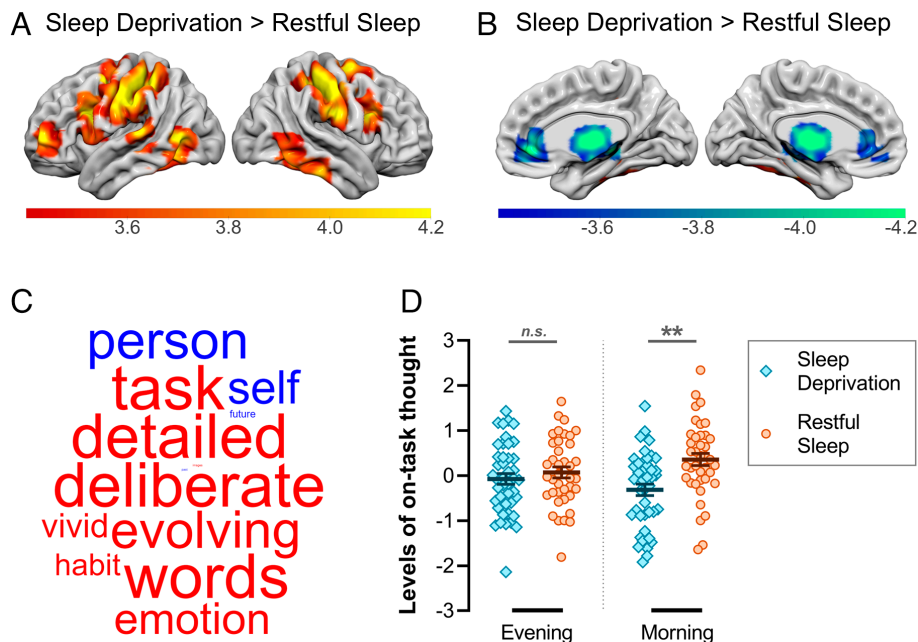 A Sleep Deprivation > Restful Sleep
3.6 3.8 4.0 4.2
B Sleep Deprivation > Restful Sleep
-3.6 -3.8 -4.0 -4.2
C
person
task self
future
detailed
deliberate
vivid evolving
habit words
emotion
D
Levels of on-task thought
3
2
1
0
-1
-2
-3
n.s.
**
Evening
Morning
Sleep
Deprivation
Restful
Sleep